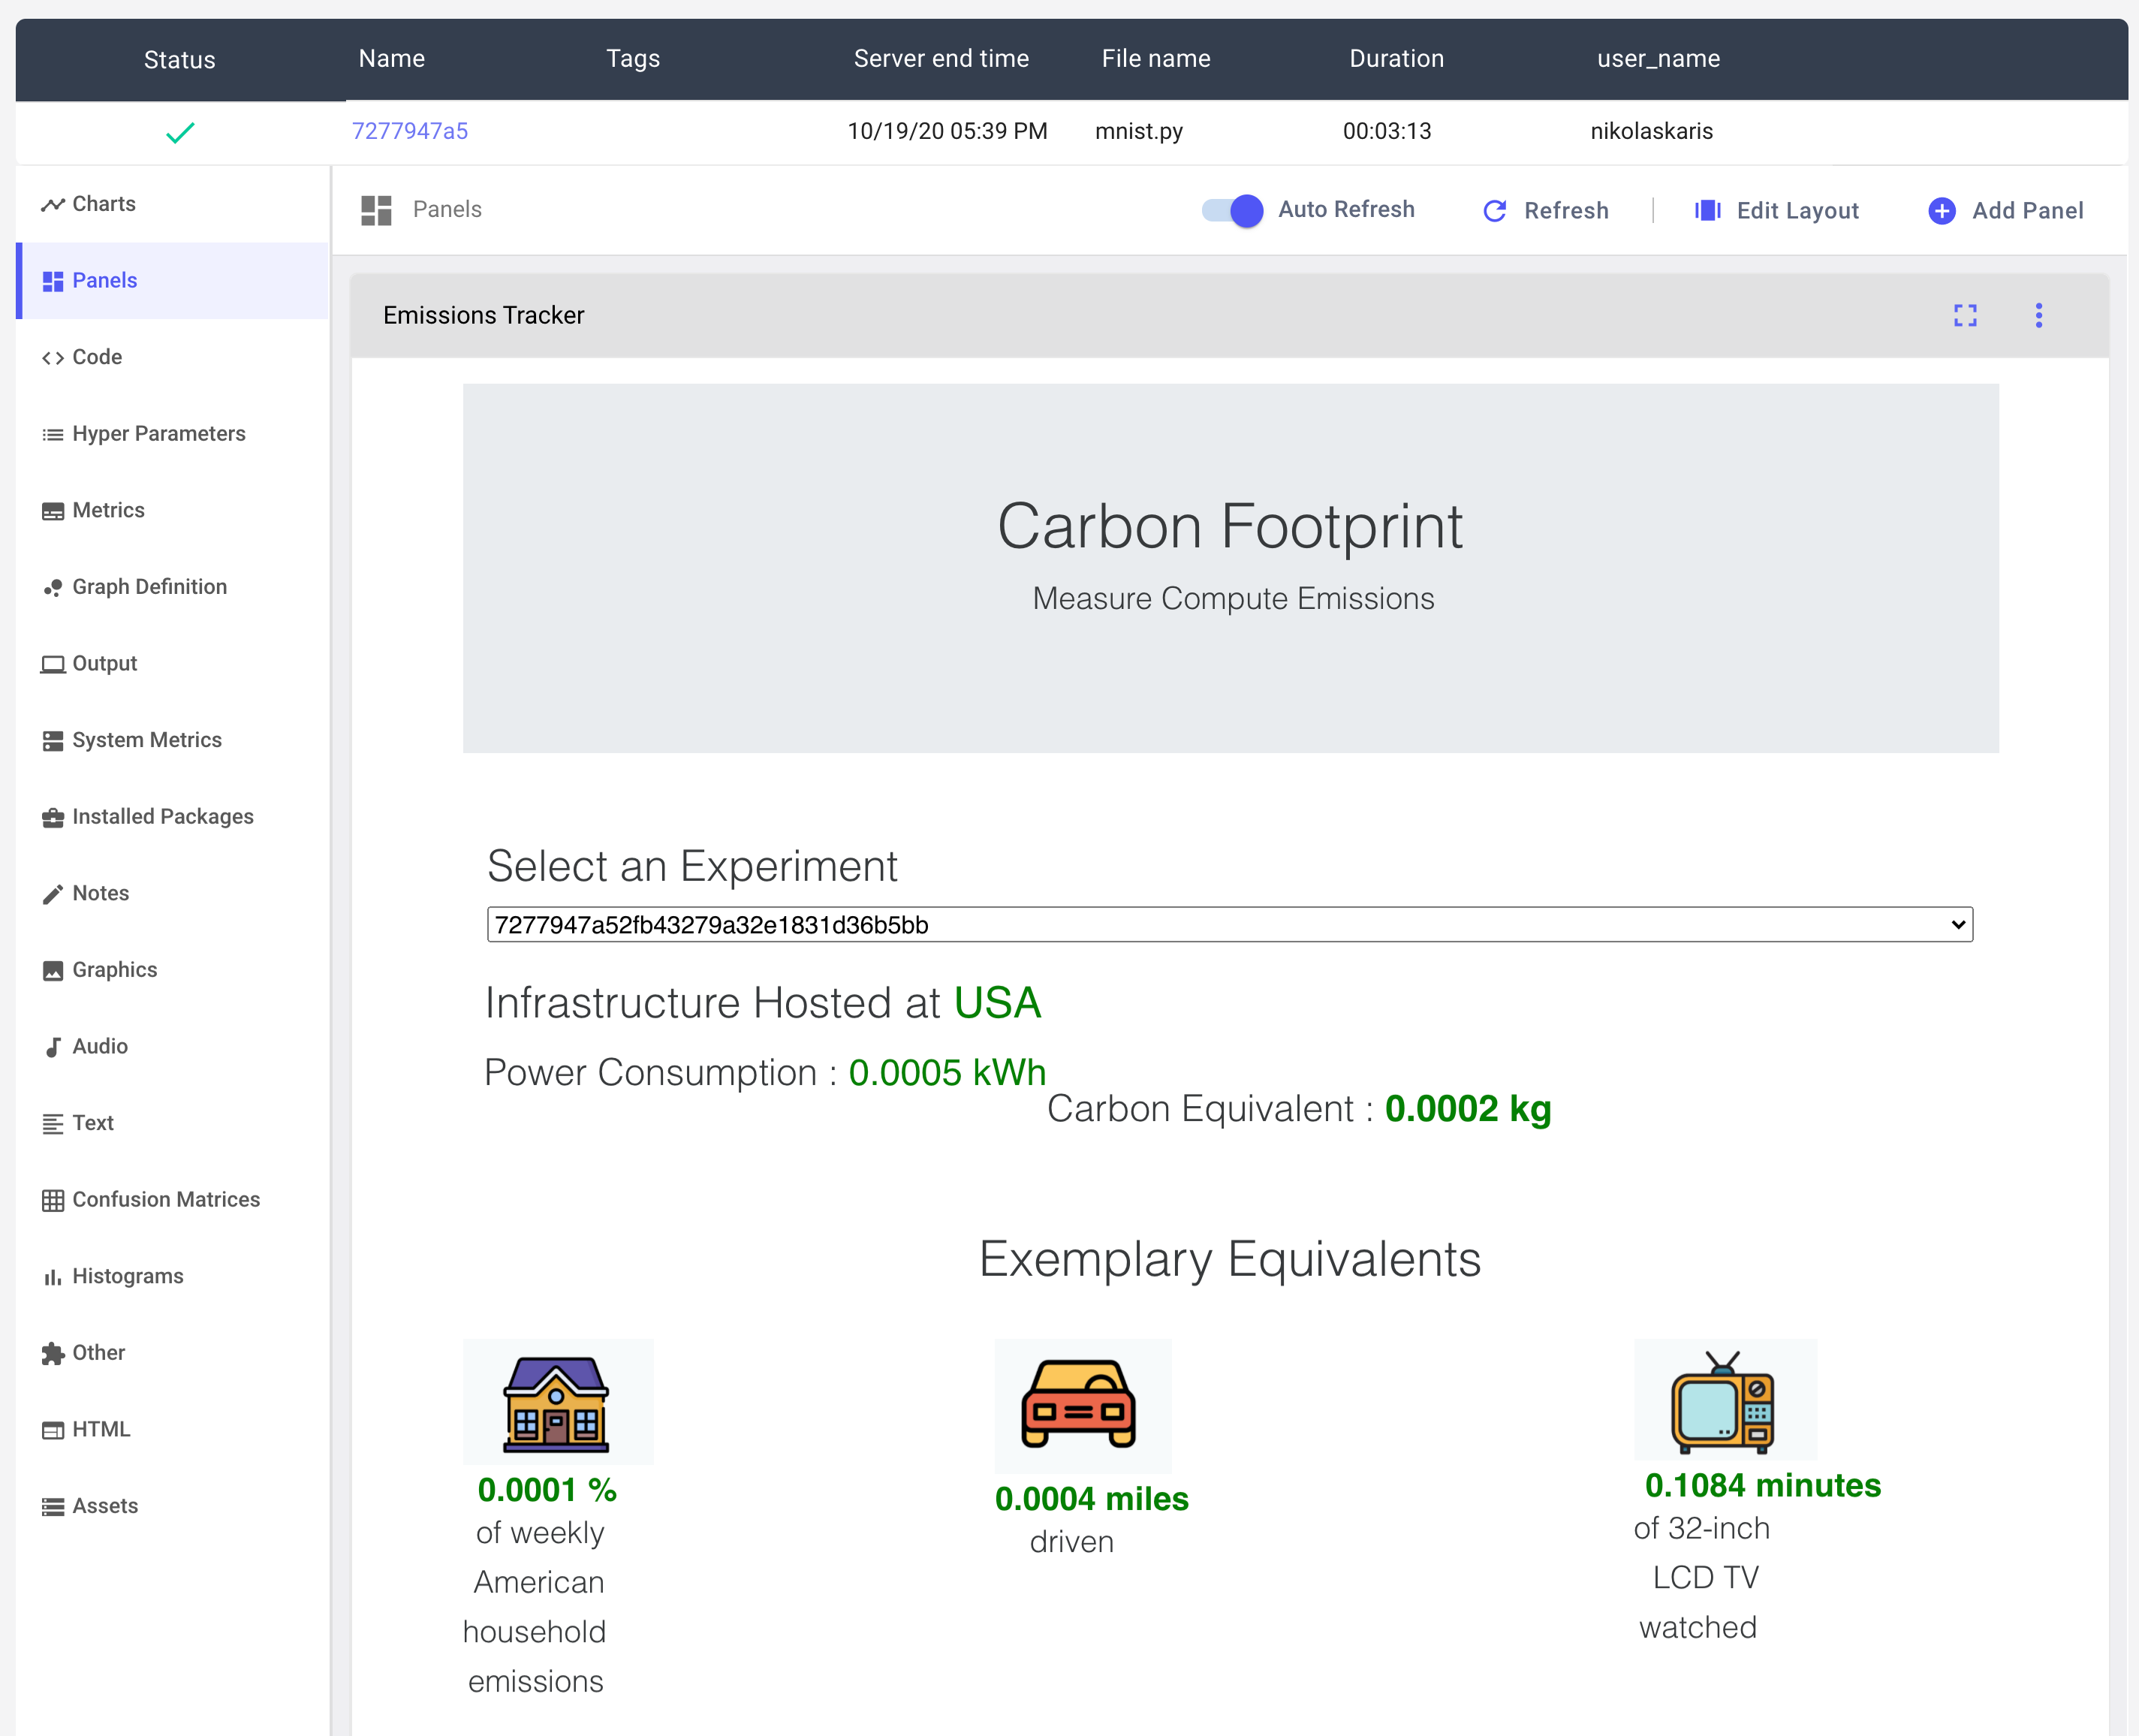 Status Name Tags Server end time File name Duration user_name
7277947a5 10/19/20 05:39 PM mnist.py 00:03:13 nikolaskaris
Charts
Panels
Code
Hyper Parameters
Metrics
Graph Definition
Output
System Metrics
Installed Packages
Notes
Graphics
Audio
Text
Confusion Matrices
Histograms
Other
HTML
Assets
Panels Auto Refresh Refresh Edit Layout Add Panel
Emissions Tracker
Carbon Footprint
Measure Compute Emissions
Select an Experiment
7277947a52fb43279a32e1831d36b5bb
Infrastructure Hosted at USA
Power Consumption : 0.0005 kWh
Carbon Equivalent : 0.0002 kg
Exemplary Equivalents
0.0001 %
of weekly
American
household
emissions
0.0004 miles
driven
0.1084 minutes
of 32-inch
LCD TV
watched